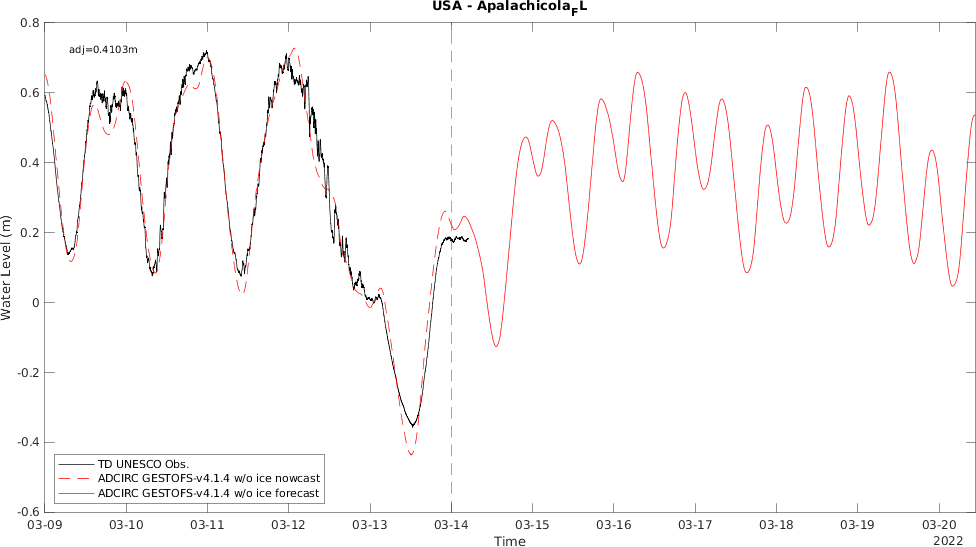 USA - Apalachicola_FL
0.8
adj=0.4103m
0.6
0.4
0.2
0
-0.2
-0.4
-0.6
Water Level (m)
TD UNESCO Obs.
ADCIRC GESTOFS-v4.1.4 w/o ice nowcast
ADCIRC GESTOFS-v4.1.4 w/o ice forecast
03-09 03-10 03-11 03-12 03-13 03-14 03-15 03-16 03-17 03-18 03-19 03-20
Time
2022